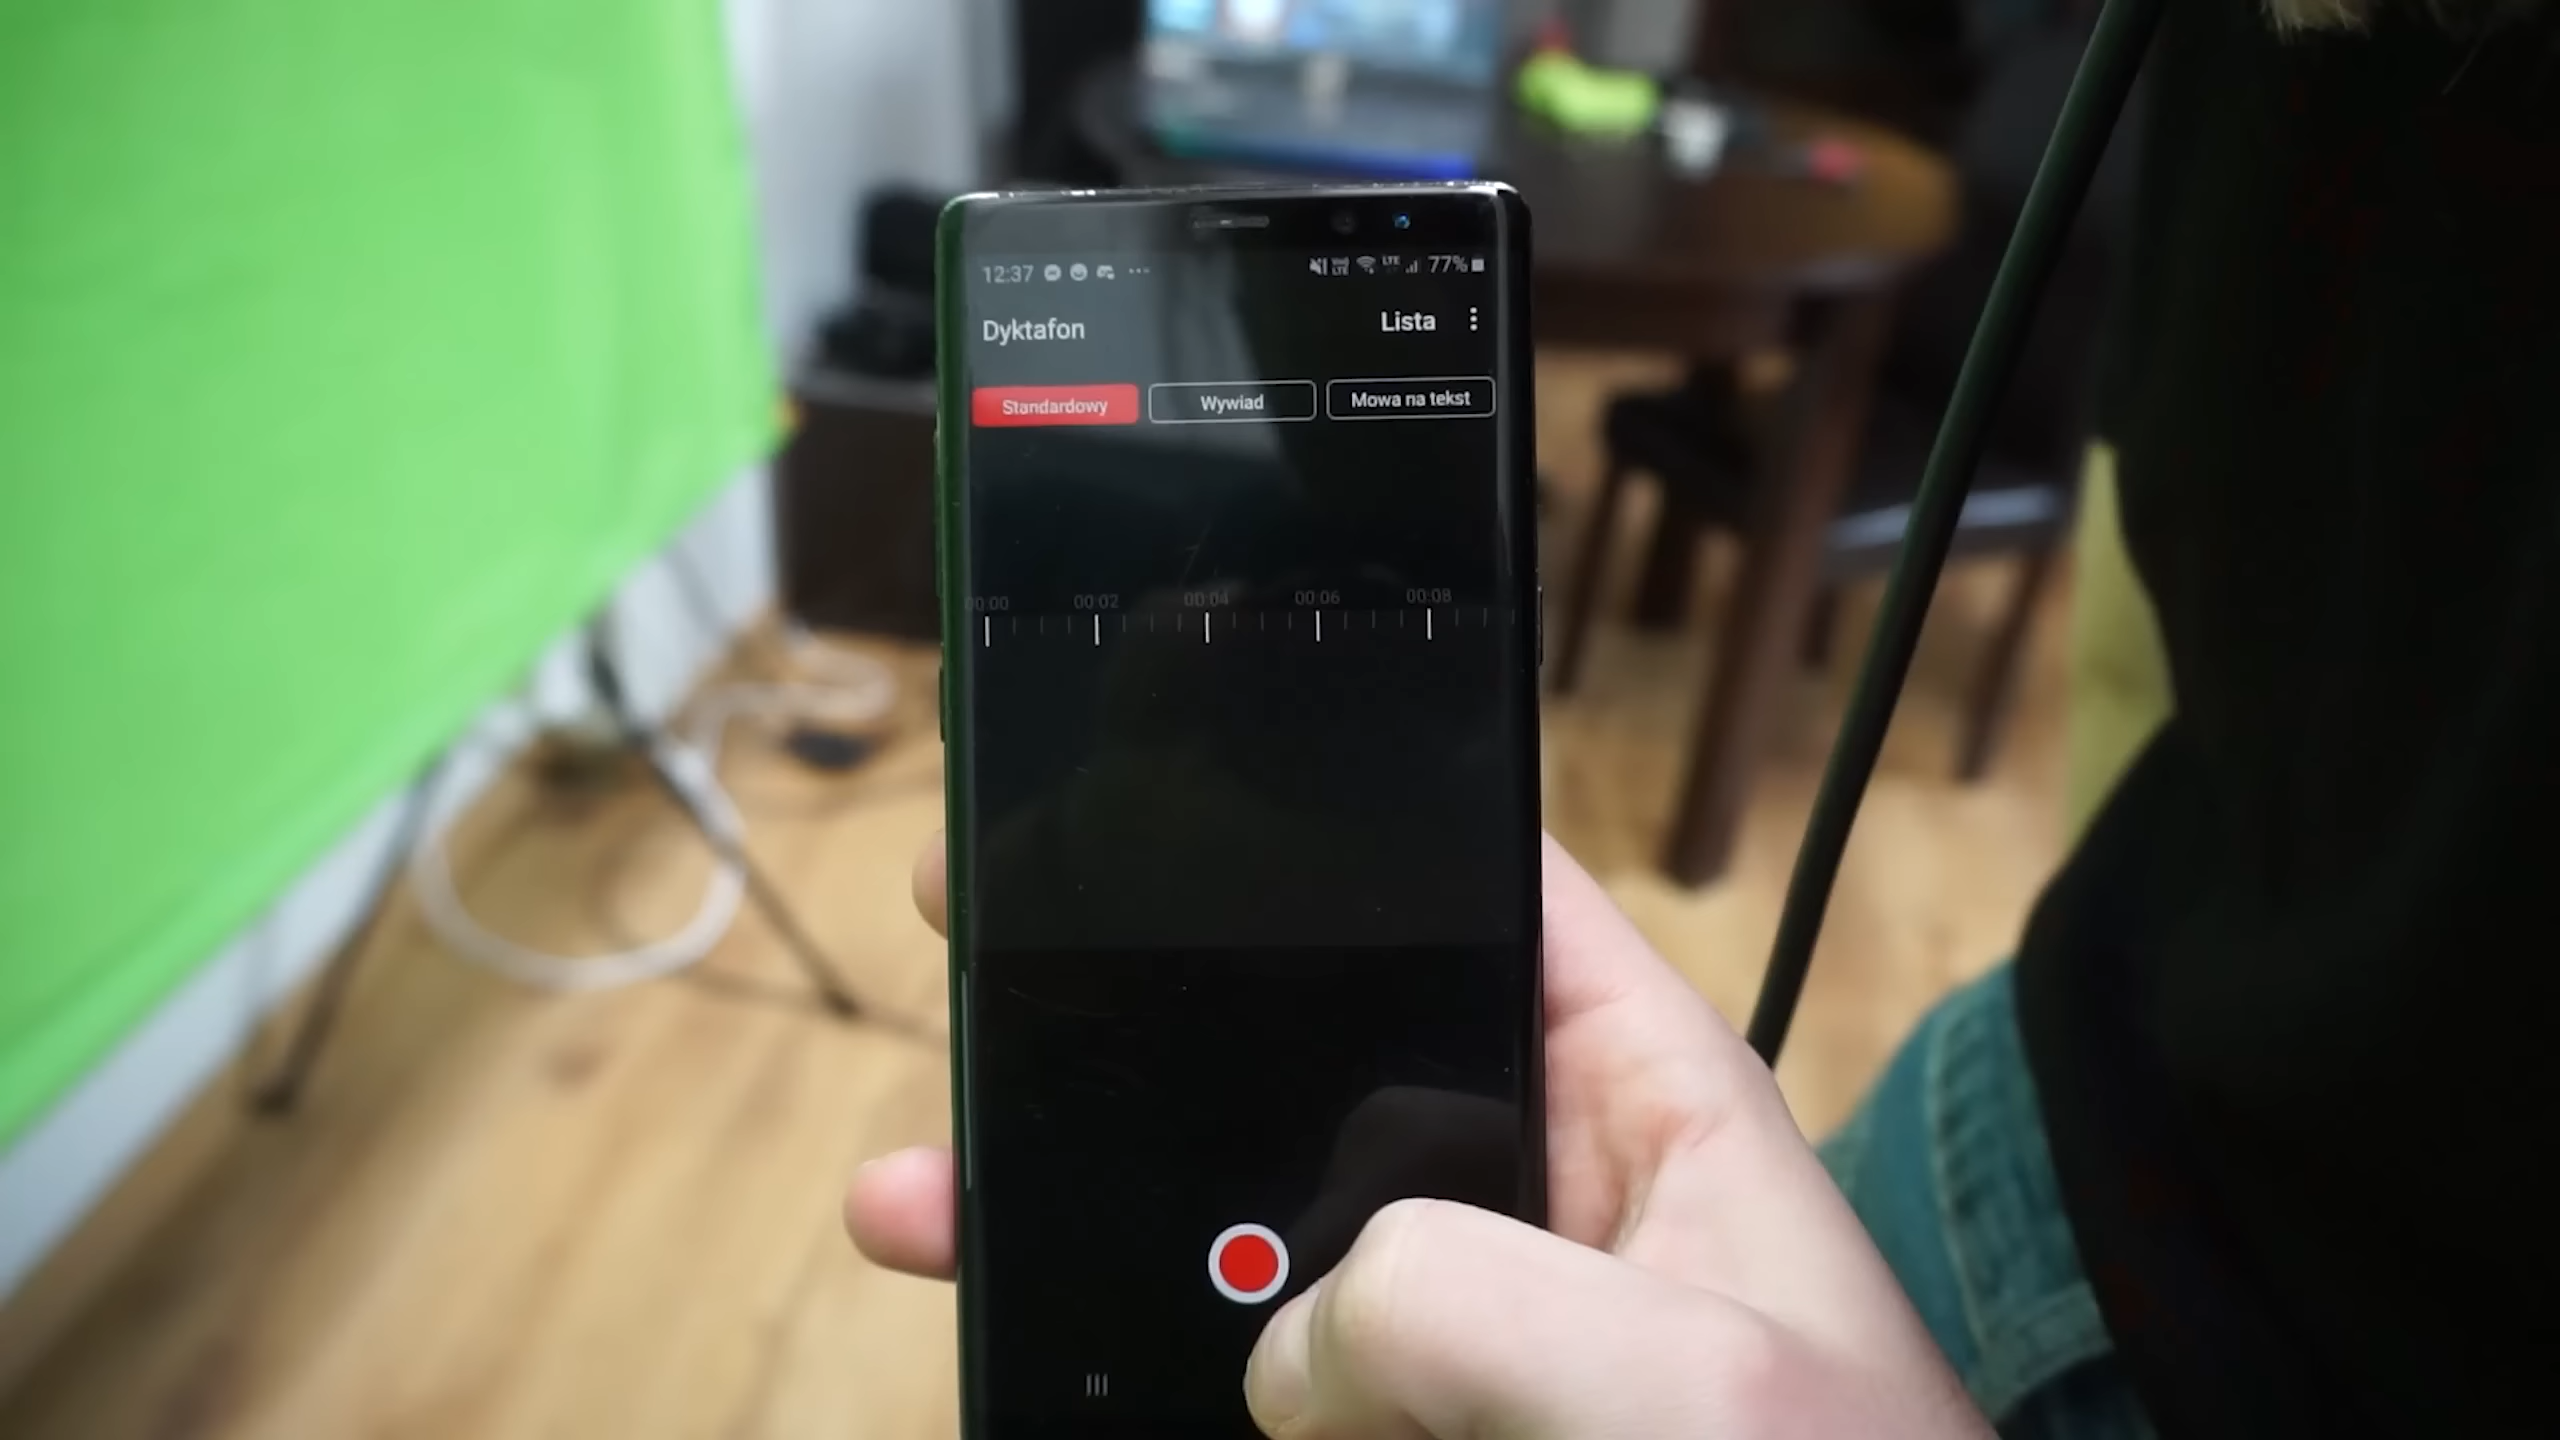 12:37 LTE 77%
Dyktafon Lista
Standardowy Wywiad Mowa na tekst
00:00 00:02 00:04 00:06 00:08